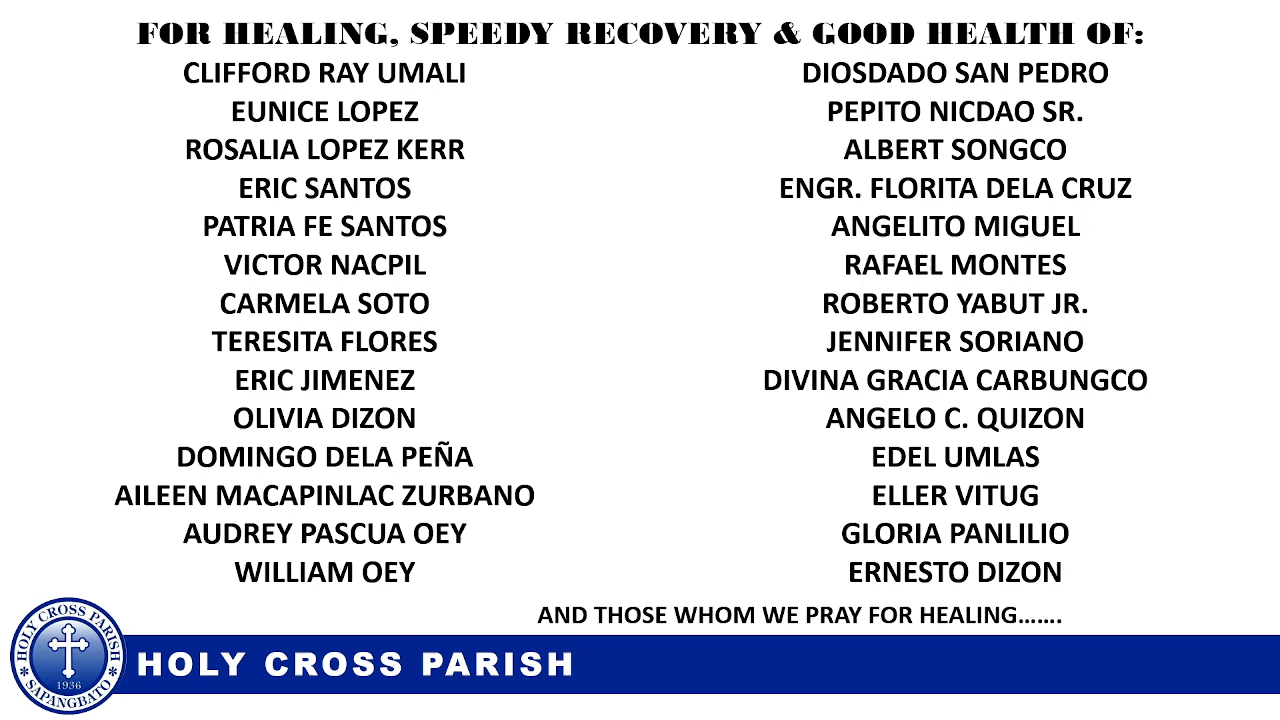 FOR HEALING, SPEEDY RECOVERY & GOOD HEALTH OF:
CLIFFORD RAY UMALI
EUNICE LOPEZ
ROSALIA LOPEZ KERR
ERIC SANTOS
PATRIA FE SANTOS
VICTOR NACPIL
CARMELA SOTO
TERESITA FLORES
ERIC JIMENEZ
OLIVIA DIZON
DOMINGO DELA PEÑA
AILEEN MACAPINLAC ZURBANO
AUDREY PASCUA OEY
WILLIAM OEY
DIOSDADO SAN PEDRO
PEPITO NICDAO SR.
ALBERT SONGCO
ENGR. FLORITA DELA CRUZ
ANGELITO MIGUEL
RAFAEL MONTES
ROBERTO YABUT JR.
JENNIFER SORIANO
DIVINA GRACIA CARBUNGCO
ANGELO C. QUIZON
EDEL UMLAS
ELLER VITUG
GLORIA PANLILIO
ERNESTO DIZON
AND THOSE WHOM WE PRAY FOR HEALING.......
HOLY CROSS PARISH
1936
SAPANGBATO
HOLY CROSS PARISH